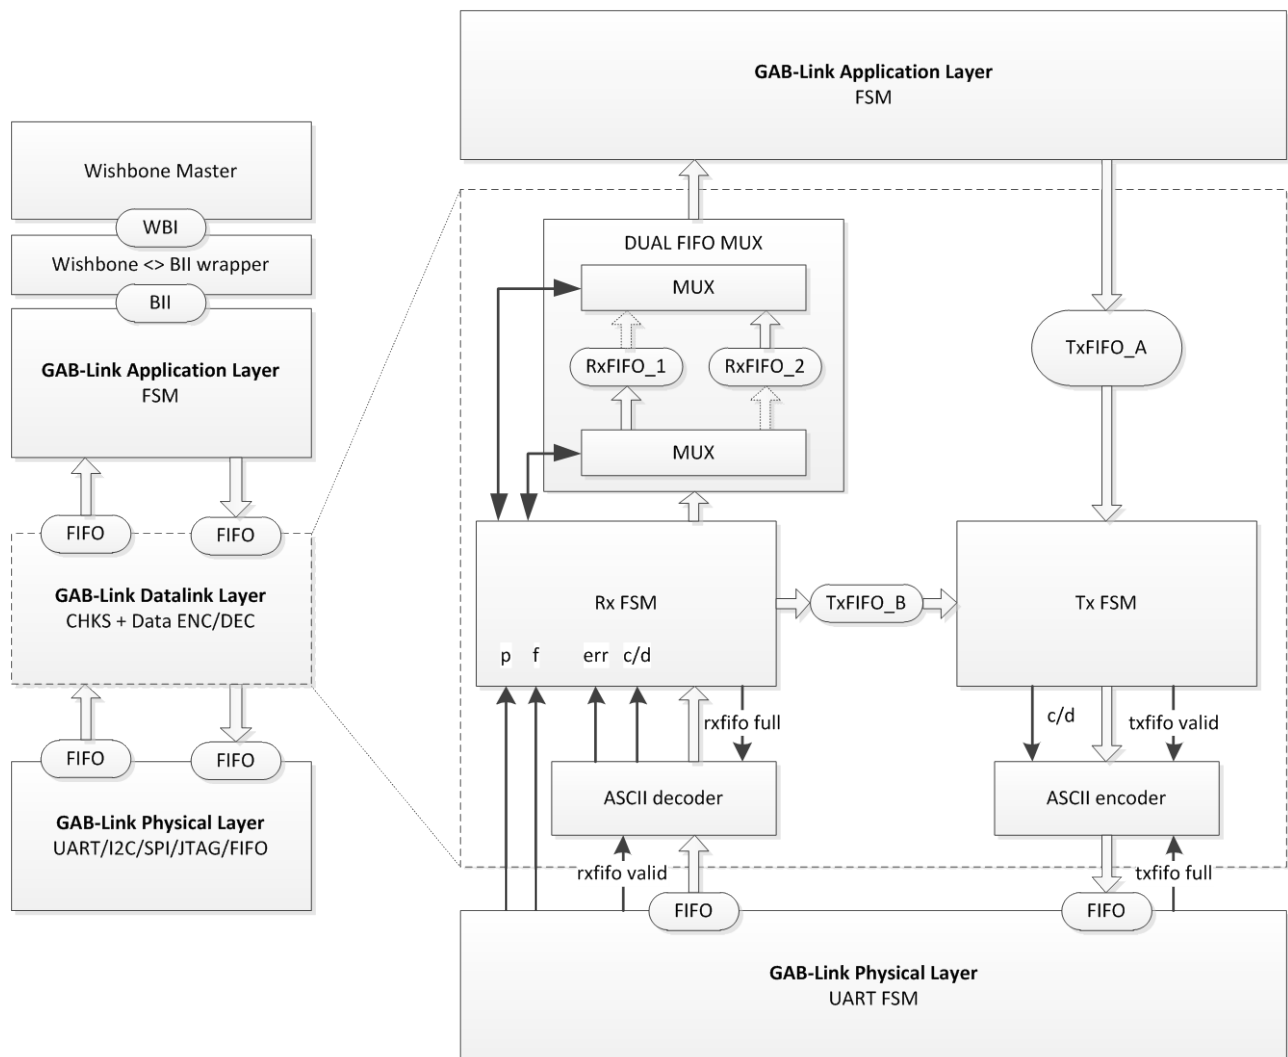 Wishbone Master
WBI
Wishbone <> BII wrapper
BII
GAB-Link Application Layer
FSM
FIFO
FIFO
GAB-Link Datalink Layer
CHKS + Data ENC/DEC
FIFO
FIFO
GAB-Link Physical Layer
UART/I2C/SPI/JTAG/FIFO
GAB-Link Application Layer
FSM
DUAL FIFO MUX
MUX
RxFIFO_1
RxFIFO_2
MUX
TxFIFO_A
Rx FSM
p
f
err
c/d
TxFIFO_B
Tx FSM
rxfifo full
c/d
txfifo valid
ASCII decoder
ASCII encoder
rxfifo valid
txfifo full
FIFO
FIFO
GAB-Link Physical Layer
UART FSM